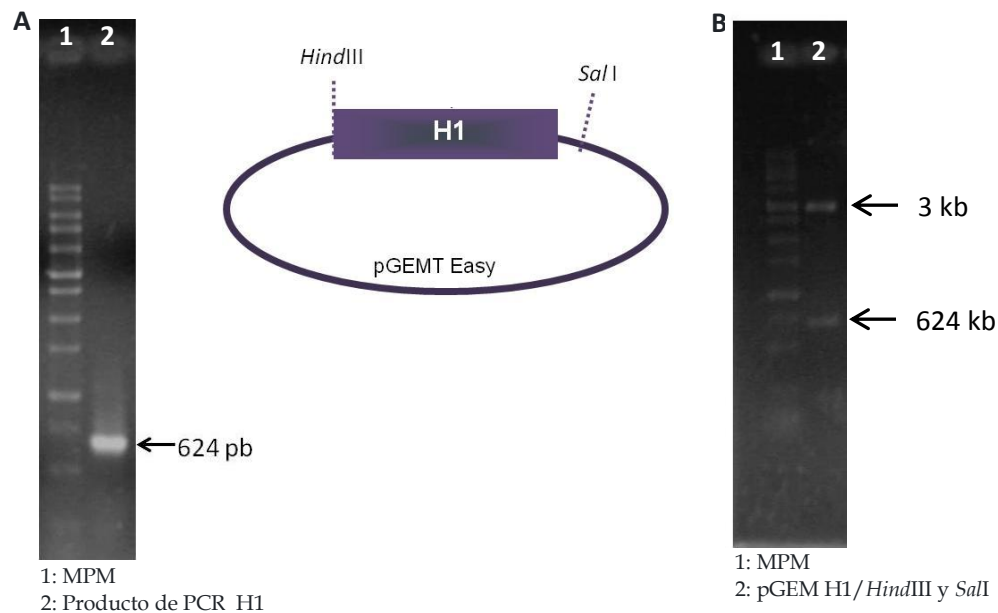 A
1 2
624 pb
1: MPM
2: Producto de PCR H1
HindIII
Sal I
H1
pGEMT Easy
B
1 2
3 kb
624 kb
1: MPM
2: pGEM H1/HindIII y SalI